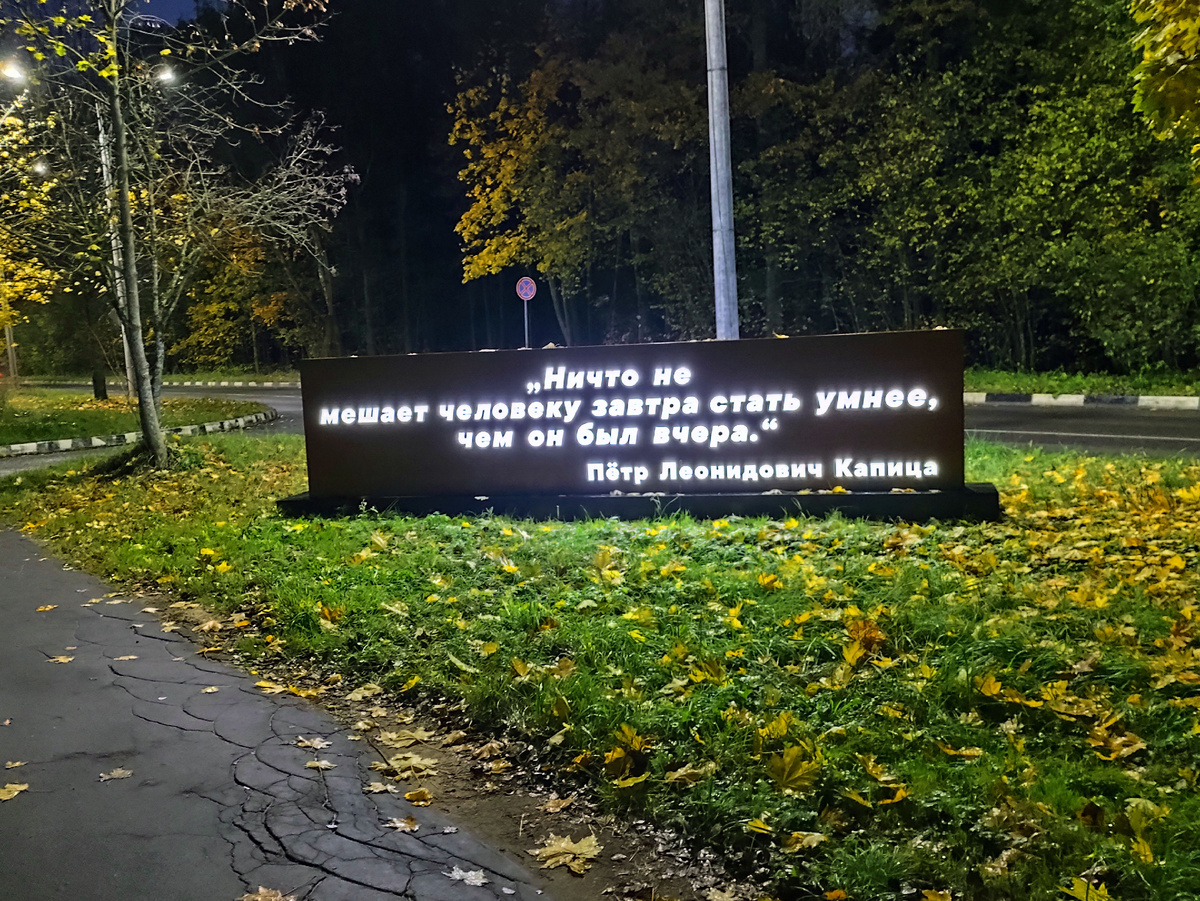 „Ничто не
мешает человеку завтра стать умнее,
чем он был вчера.“
Пётр Леонидович Капица